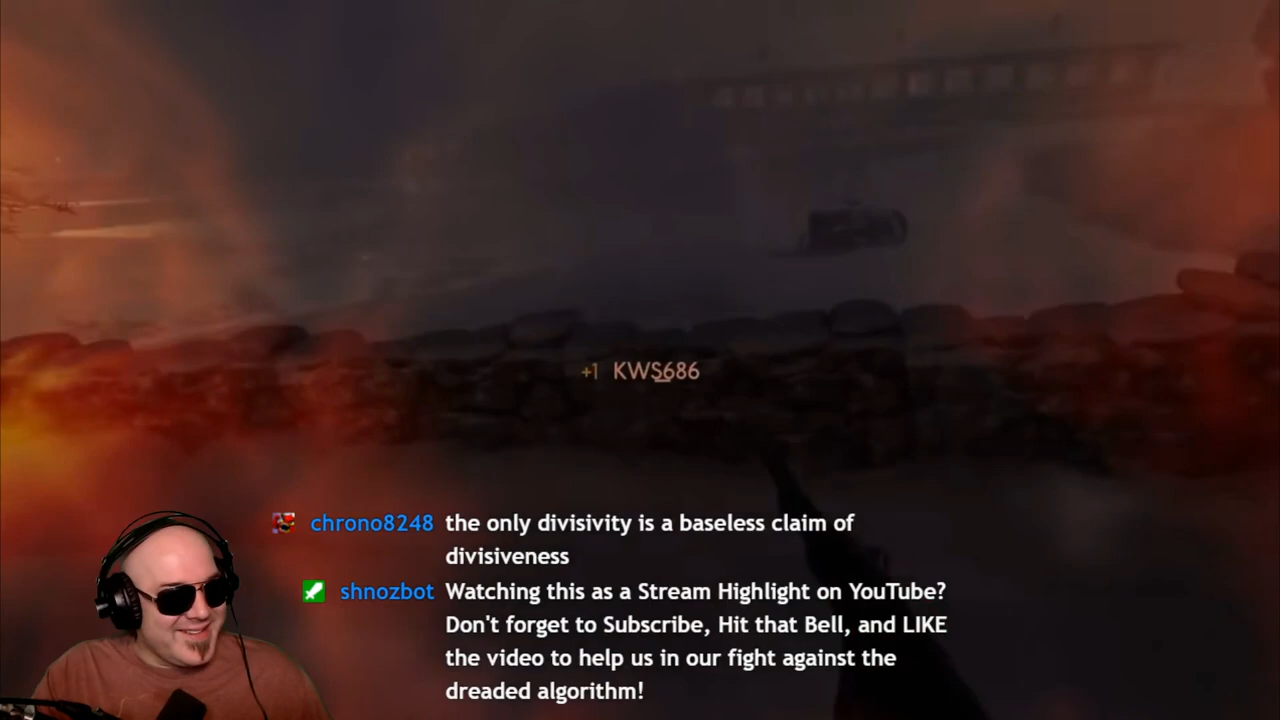 +1 KWS686
chrono8248 the only divisivity is a baseless claim of
divisiveness
shnozbot Watching this as a Stream Highlight on YouTube?
Don't forget to Subscribe, Hit that Bell, and LIKE
the video to help us in our fight against the
dreaded algorithm!